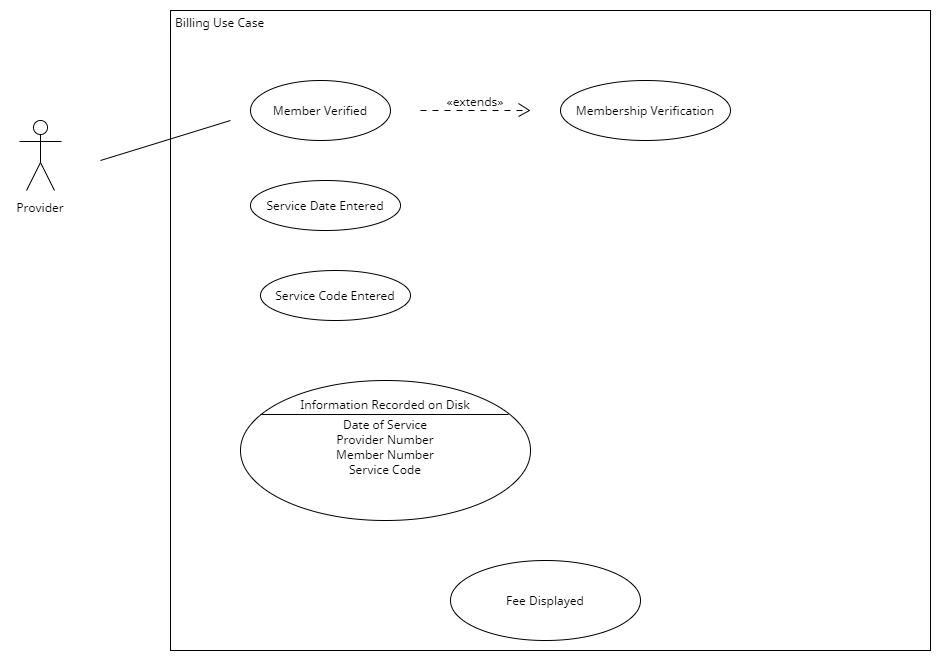 Billing Use Case
Member Verified
«extends»
Membership Verification
Provider
Service Date Entered
Service Code Entered
Information Recorded on Disk
Date of Service
Provider Number
Member Number
Service Code
Fee Displayed